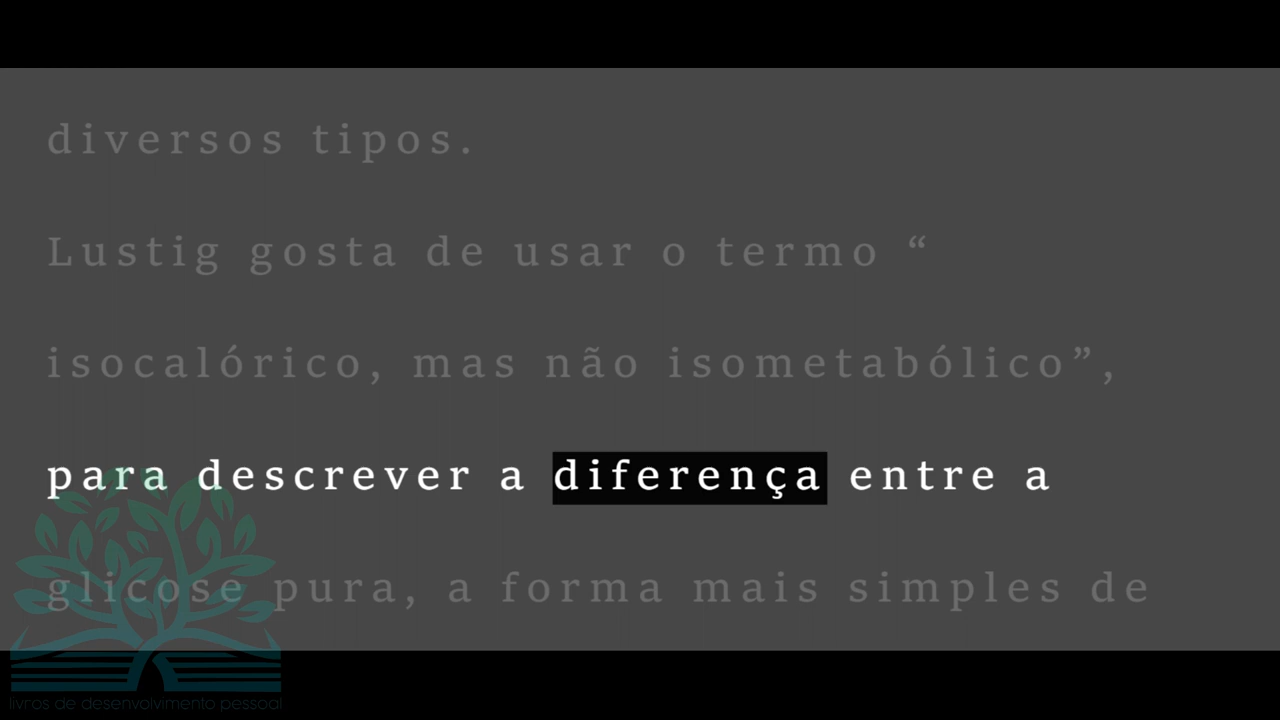 diversos tipos.
Lustig gosta de usar o termo “
isocalórico, mas não isometabólico”,
para descrever a diferença entre a
glicose pura, a forma mais simples de
livros de desenvolvimento pessoal